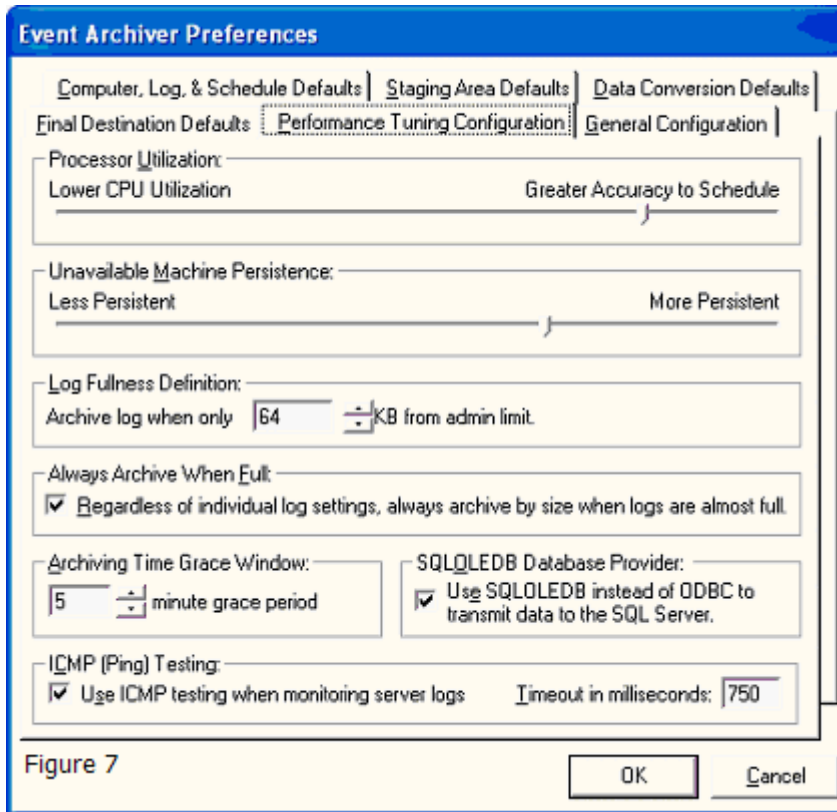 Event Archiver Preferences
Computer, Log, & Schedule Defaults
Staging Area Defaults
Data Conversion Defaults
Final Destination Defaults
Performance Tuning Configuration
General Configuration
Processor Utilization:
Lower CPU Utilization
Greater Accuracy to Schedule
Unavailable Machine Persistence:
Less Persistent
More Persistent
Log Fullness Definition:
Archive log when only 64 KB from admin limit.
Always Archive When Full:
Regardless of individual log settings, always archive by size when logs are almost full.
Archiving Time Grace Window:
5 minute grace period
SQLOLEDB Database Provider:
Use SQLOLEDB instead of ODBC to
transmit data to the SQL Server.
ICMP (Ping) Testing:
Use ICMP testing when monitoring server logs
Timeout in milliseconds: 750
Figure 7
OK
Cancel